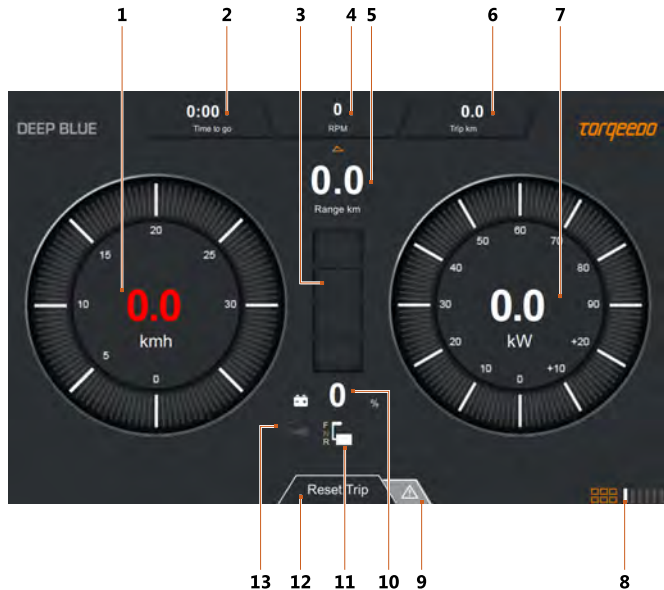 1 2 3 4 5 6 7
0:00 0 0.0
Time to go RPM Trip km
DEEP BLUE
TORQEEDO
0.0
Range km
20
15 25
10 30
5
0
0.0
kmh
60
50 70
40 80
30 90
20 +20
10 +10
0
0.0
kW
0 %
F
N
R
Reset Trip
13 12 11 10 9 8